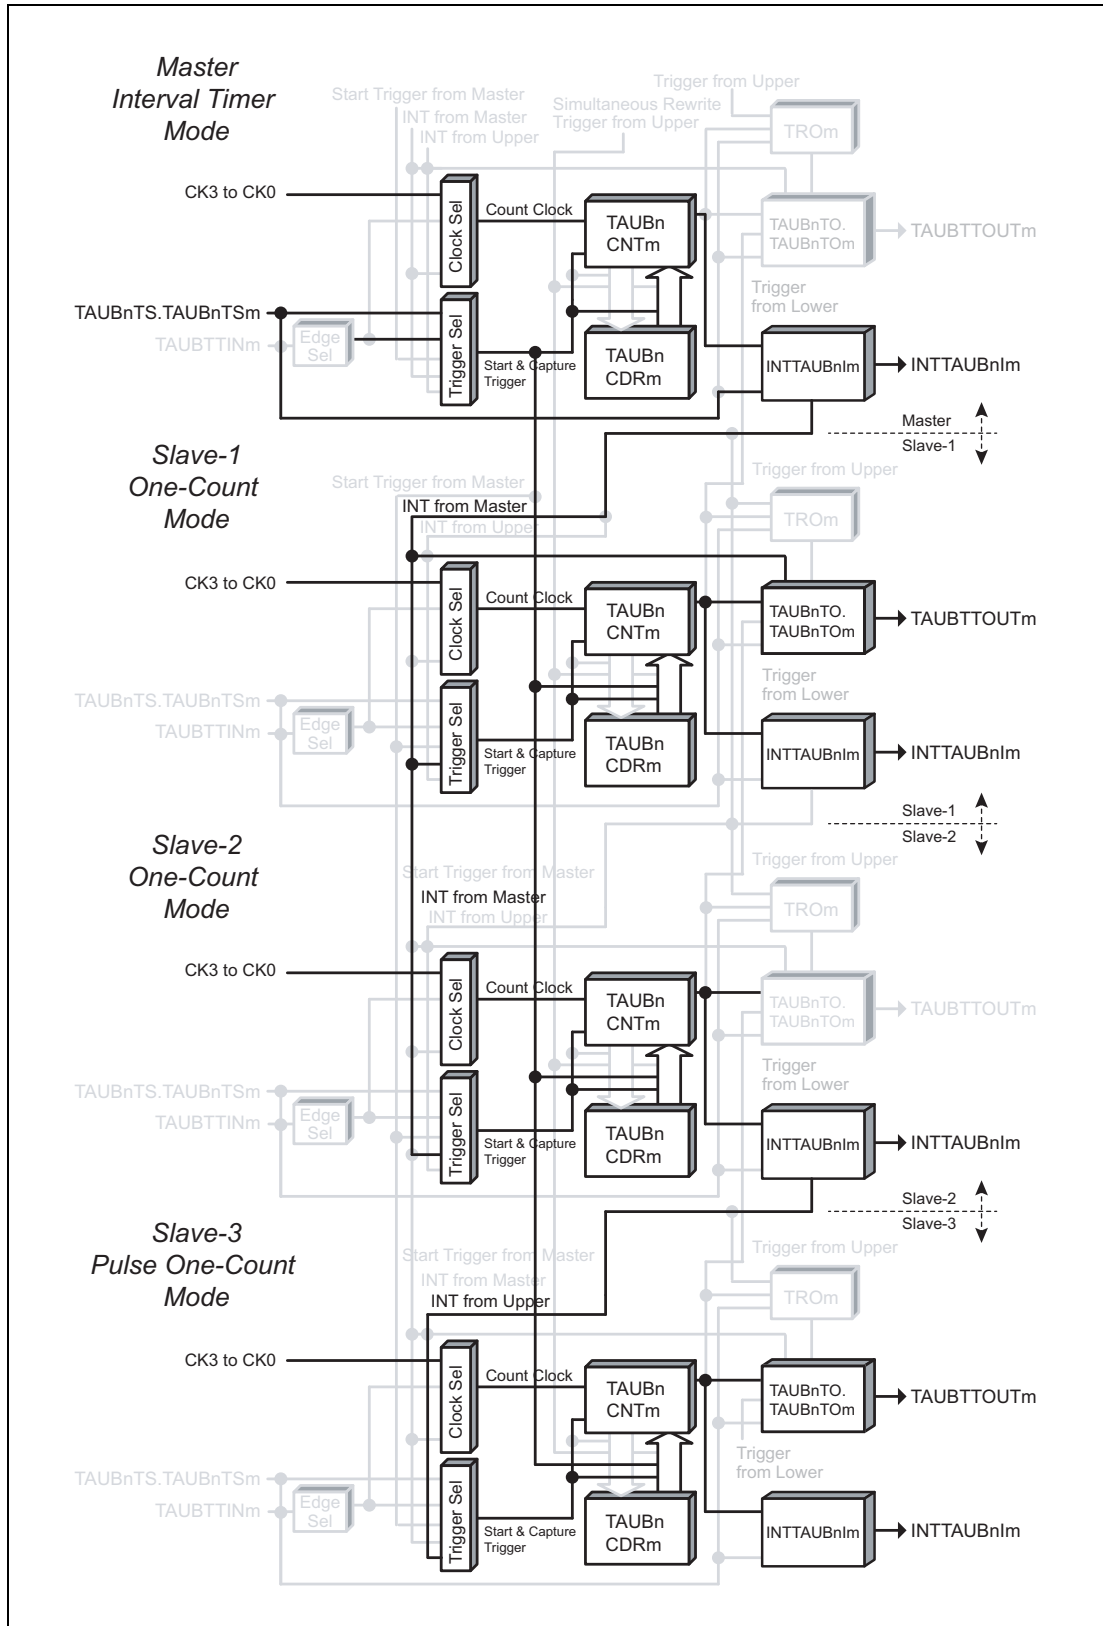 Master
Interval Timer
Mode
Start Trigger from Master
INT from Master
INT from Upper
Simultaneous Rewrite
Trigger from Upper
Trigger from Upper
TROm
CK3 to CK0
Clock Sel
Count Clock
TAUBn
CNTm
TAUBnTO.
TAUBnTOm
TAUBTTOUTm
Trigger
from Lower
TAUBnTS.TAUBnTSm
TAUBTTINm
Edge
Sel
Trigger Sel
Start & Capture
Trigger
TAUBn
CDRm
INTTAUBnIm
INTTAUBnIm
Master
Slave-1
Slave-1
One-Count
Mode
Start Trigger from Master
INT from Master
INT from Upper
Trigger from Upper
TROm
CK3 to CK0
Clock Sel
Count Clock
TAUBn
CNTm
TAUBnTO.
TAUBnTOm
TAUBTTOUTm
Trigger
from Lower
TAUBnTS.TAUBnTSm
TAUBTTINm
Edge
Sel
Trigger Sel
Start & Capture
Trigger
TAUBn
CDRm
INTTAUBnIm
INTTAUBnIm
Slave-1
Slave-2
Slave-2
One-Count
Mode
Start Trigger from Master
INT from Master
INT from Upper
Trigger from Upper
TROm
CK3 to CK0
Clock Sel
Count Clock
TAUBn
CNTm
TAUBnTO.
TAUBnTOm
TAUBTTOUTm
Trigger
from Lower
TAUBnTS.TAUBnTSm
TAUBTTINm
Edge
Sel
Trigger Sel
Start & Capture
Trigger
TAUBn
CDRm
INTTAUBnIm
INTTAUBnIm
Slave-2
Slave-3
Slave-3
Pulse One-Count
Mode
Start Trigger from Master
INT from Master
INT from Upper
Trigger from Upper
TROm
CK3 to CK0
Clock Sel
Count Clock
TAUBn
CNTm
TAUBnTO.
TAUBnTOm
TAUBTTOUTm
Trigger
from Lower
TAUBnTS.TAUBnTSm
TAUBTTINm
Edge
Sel
Trigger Sel
Start & Capture
Trigger
TAUBn
CDRm
INTTAUBnIm
INTTAUBnIm